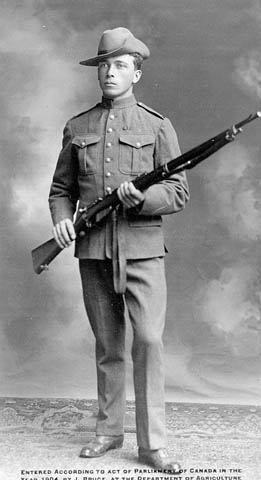 ENTERED ACCORDING TO ACT OF PARLIAMENT OF CANADA IN THE
YEAR 1904, BY J. BRUCE, AT THE DEPARTMENT OF AGRICULTURE